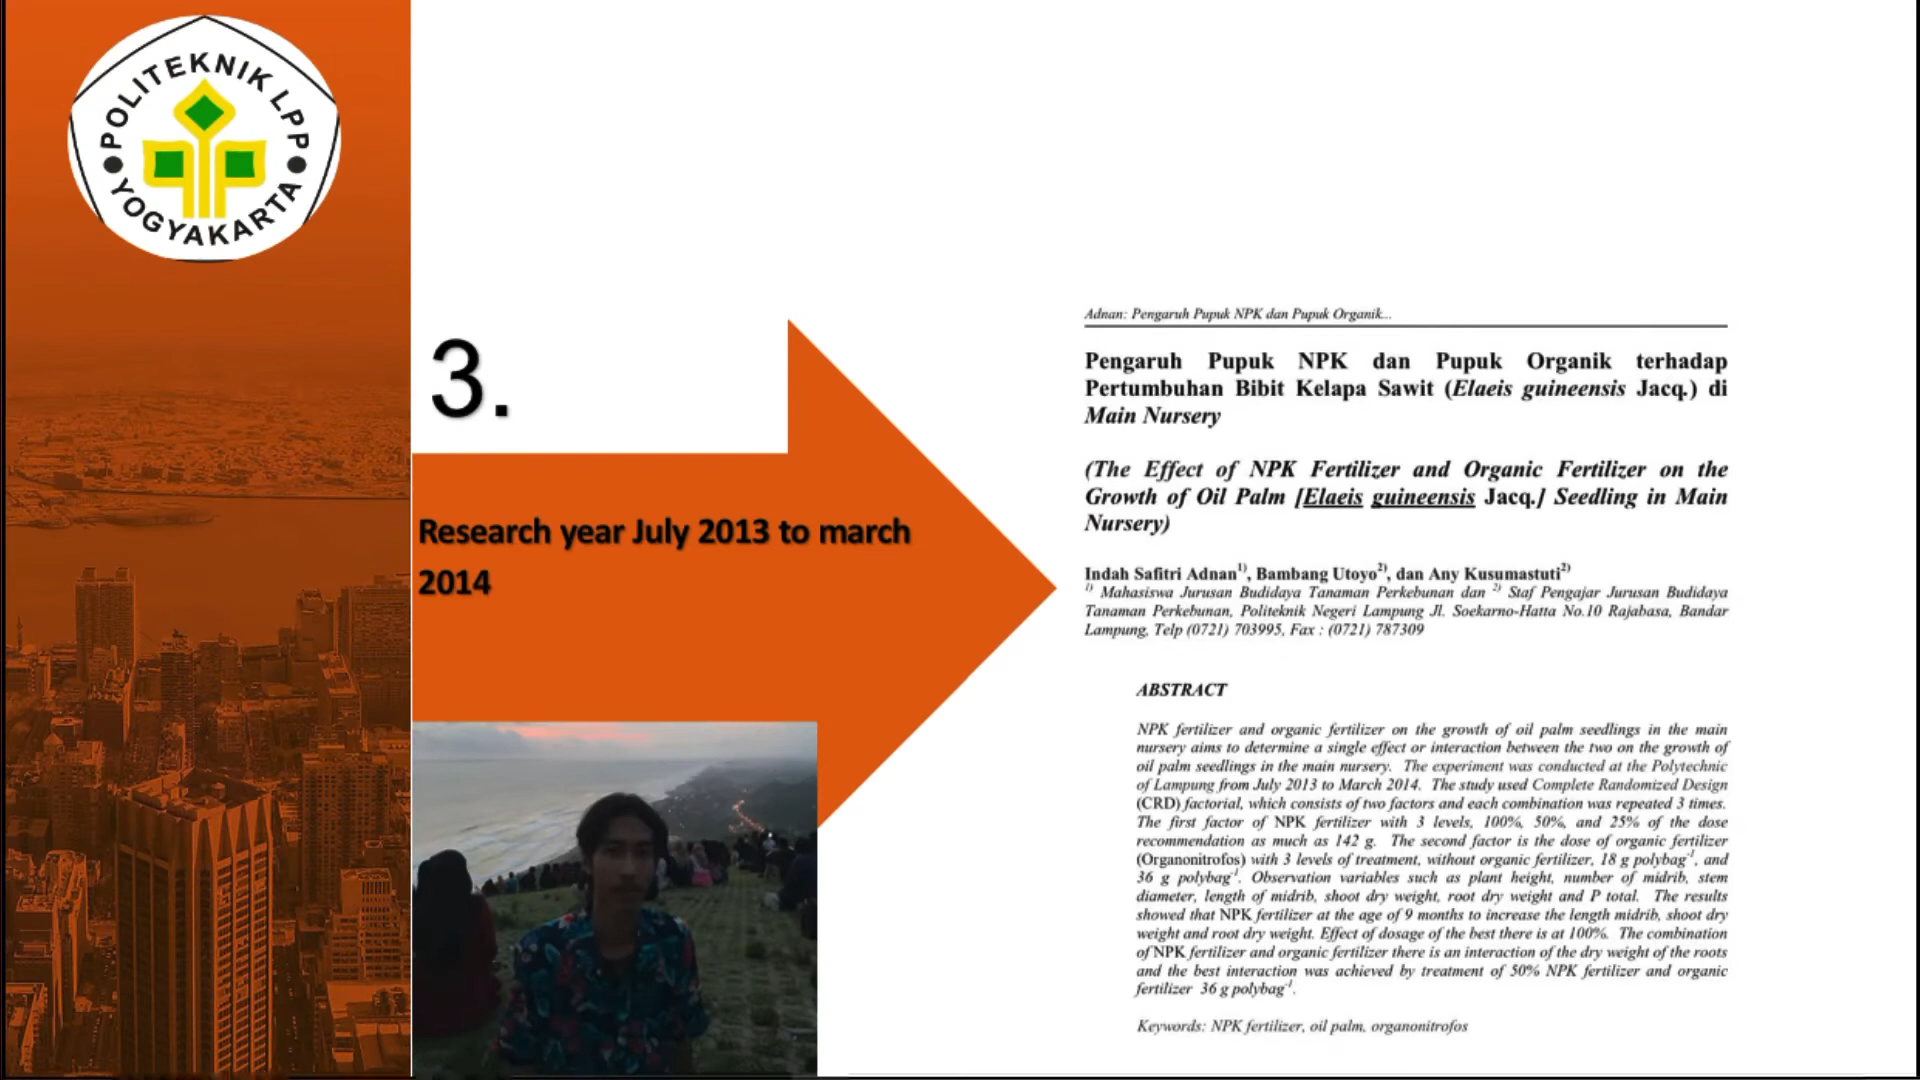 POLITEKNIK LPP
YOGYAKARTA
3.
Research year July 2013 to march
2014
Adnan: Pengaruh Pupuk NPK dan Pupuk Organik...
Pengaruh Pupuk NPK dan Pupuk Organik terhadap
Pertumbuhan Bibit Kelapa Sawit (Elaeis guineensis Jacq.) di
Main Nursery
(The Effect of NPK Fertilizer and Organic Fertilizer on the
Growth of Oil Palm [Elaeis guineensis Jacq.] Seedling in Main
Nursery)
Indah Safitri Adnan1), Bambang Utoyo2), dan Any Kusumastuti2)
1) Mahasiswa Jurusan Budidaya Tanaman Perkebunan dan 2) Staf Pengajar Jurusan Budidaya
Tanaman Perkebunan, Politeknik Negeri Lampung Jl. Soekarno-Hatta No.10 Rajabasa, Bandar
Lampung, Telp (0721) 703995, Fax : (0721) 787309
ABSTRACT
NPK fertilizer and organic fertilizer on the growth of oil palm seedlings in the main
nursery aims to determine a single effect or interaction between the two on the growth of
oil palm seedlings in the main nursery. The experiment was conducted at the Polytechnic
of Lampung from July 2013 to March 2014. The study used Complete Randomized Design
(CRD) factorial, which consists of two factors and each combination was repeated 3 times.
The first factor of NPK fertilizer with 3 levels, 100%, 50%, and 25% of the dose
recommendation as much as 142 g. The second factor is the dose of organic fertilizer
(Organonitrofos) with 3 levels of treatment, without organic fertilizer, 18 g polybag-1, and
36 g polybag-1. Observation variables such as plant height, number of midrib, stem
diameter, length of midrib, shoot dry weight, root dry weight and P total. The results
showed that NPK fertilizer at the age of 9 months to increase the length midrib, shoot dry
weight and root dry weight. Effect of dosage of the best there is at 100%. The combination
of NPK fertilizer and organic fertilizer there is an interaction of the dry weight of the roots
and the best interaction was achieved by treatment of 50% NPK fertilizer and organic
fertilizer 36 g polybag-1.
Keywords: NPK fertilizer, oil palm, organonitrofos